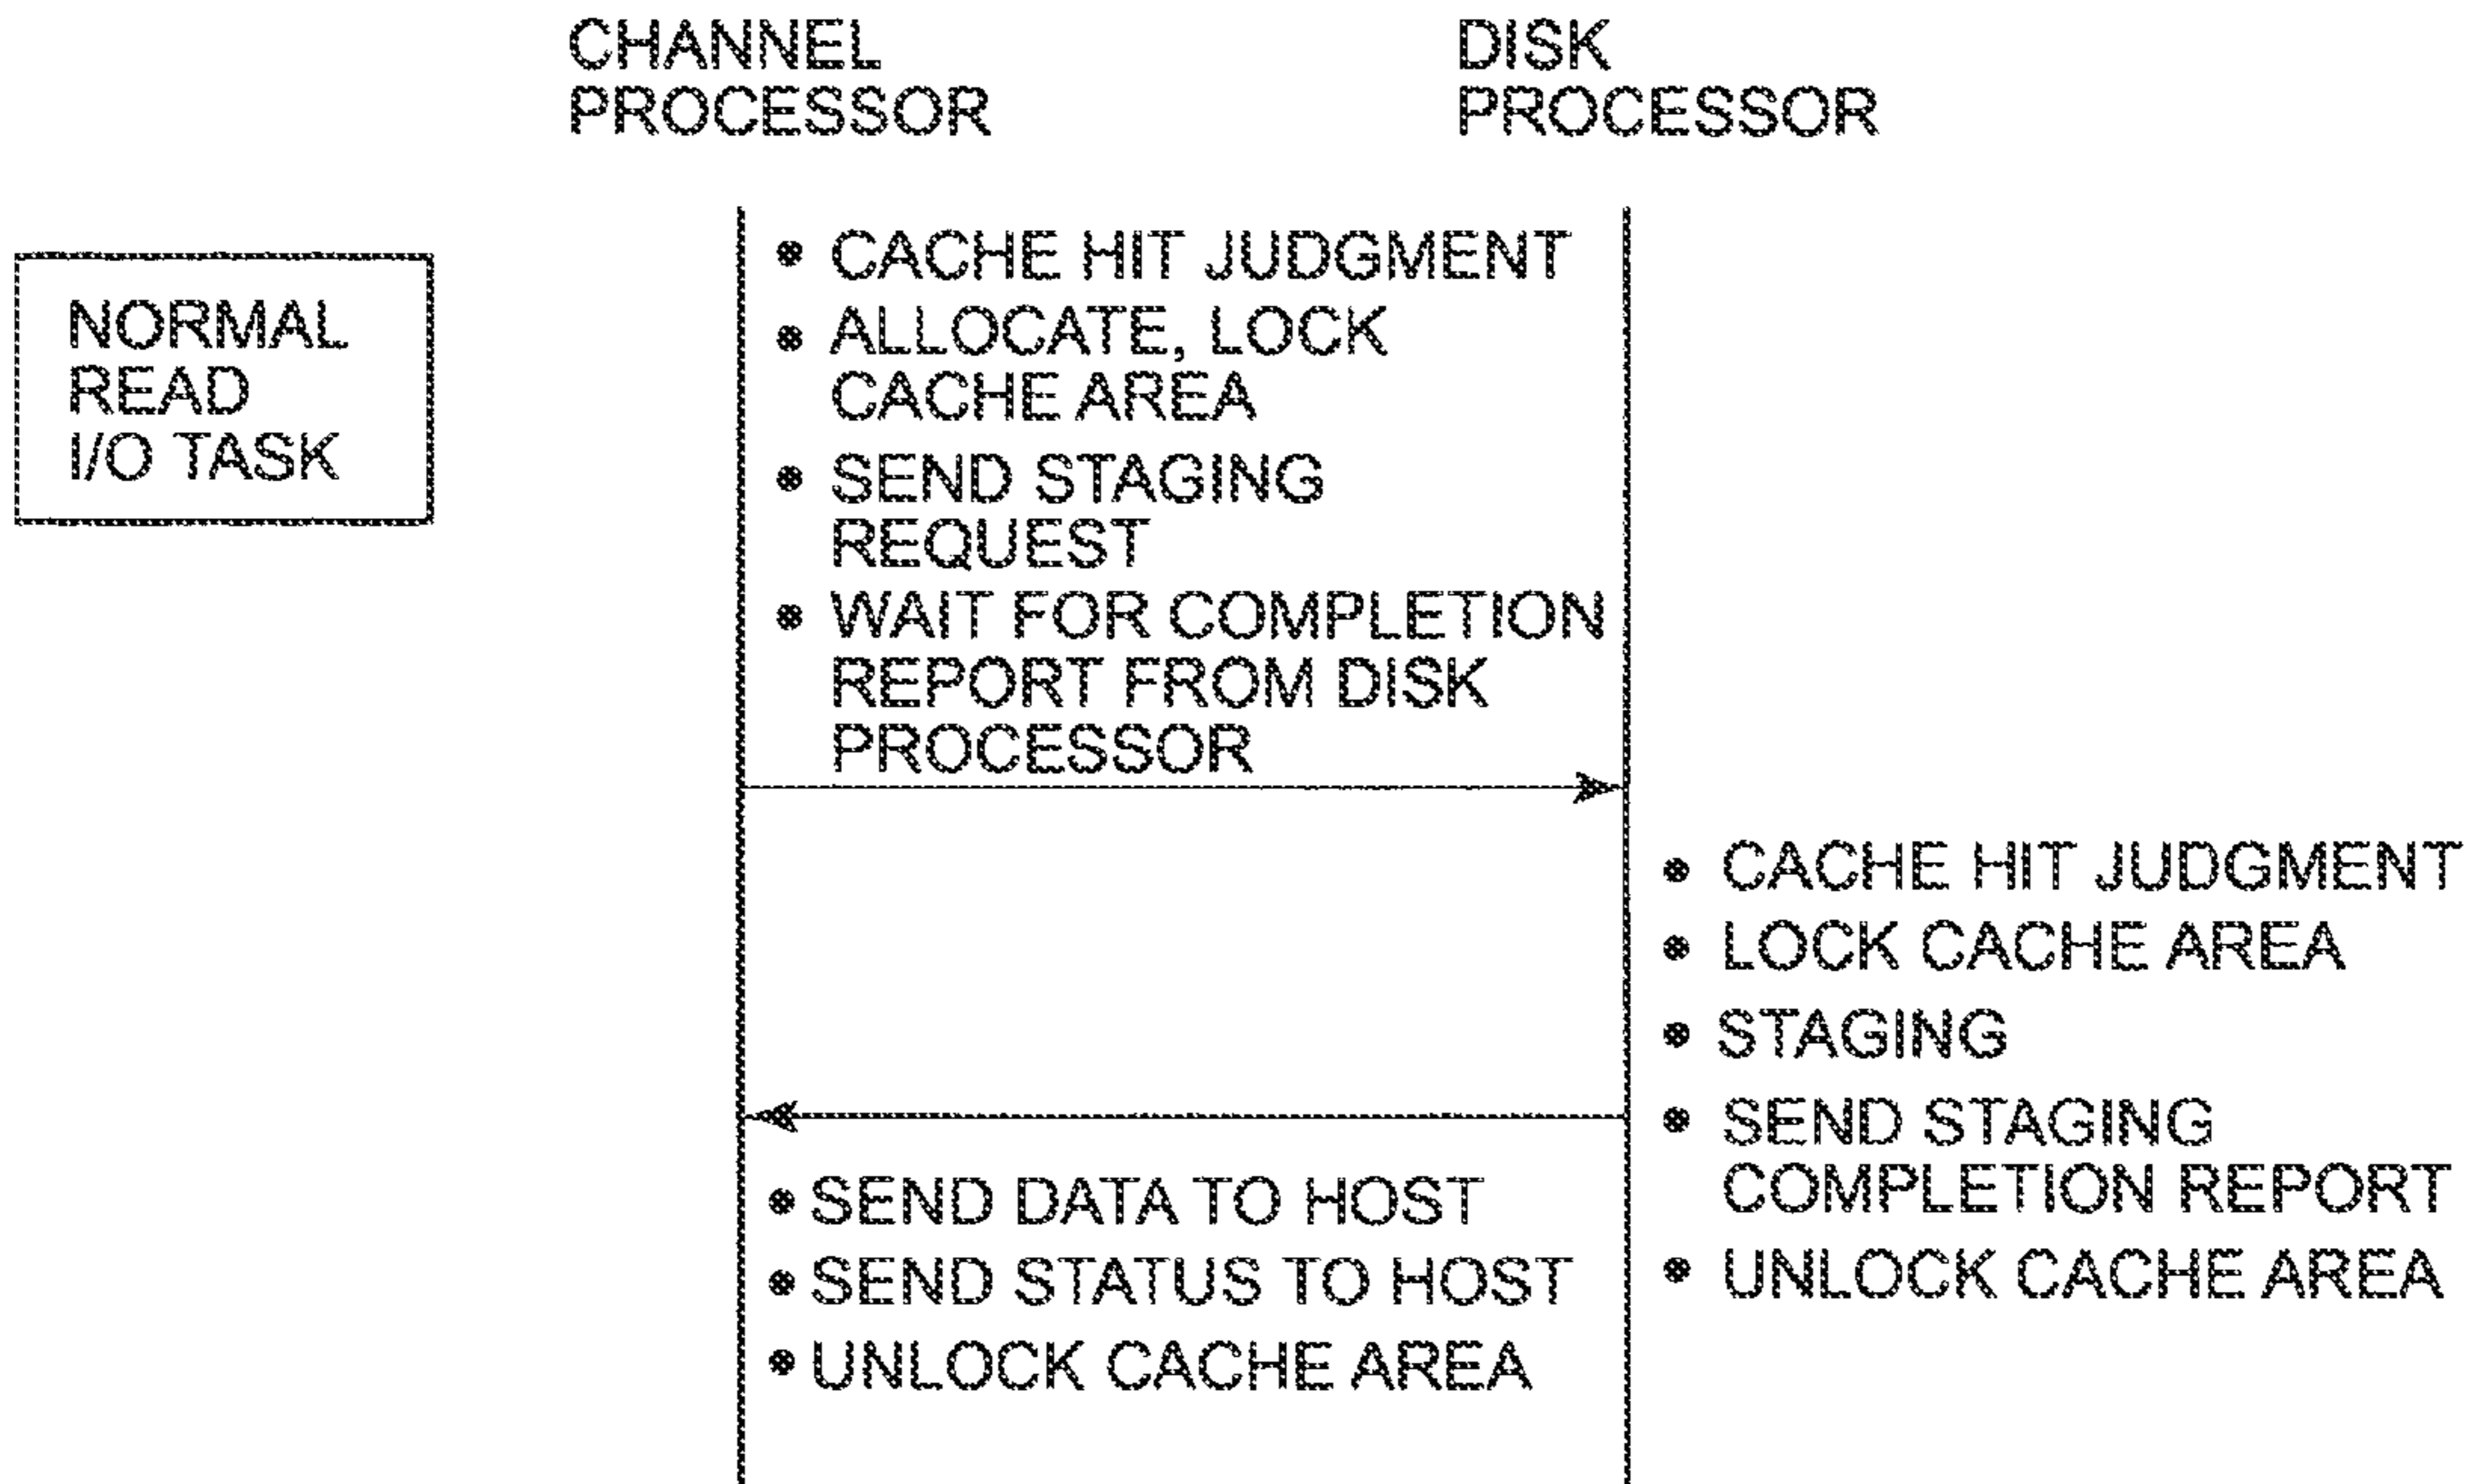 CHANNEL
PROCESSOR
DISK
PROCESSOR
NORMAL
READ
I/O TASK
• CACHE HIT JUDGMENT
• ALLOCATE, LOCK
CACHE AREA
• SEND STAGING
REQUEST
• WAIT FOR COMPLETION
REPORT FROM DISK
PROCESSOR
• CACHE HIT JUDGMENT
• LOCK CACHE AREA
• STAGING
• SEND STAGING
COMPLETION REPORT
• UNLOCK CACHE AREA
• SEND DATA TO HOST
• SEND STATUS TO HOST
• UNLOCK CACHE AREA